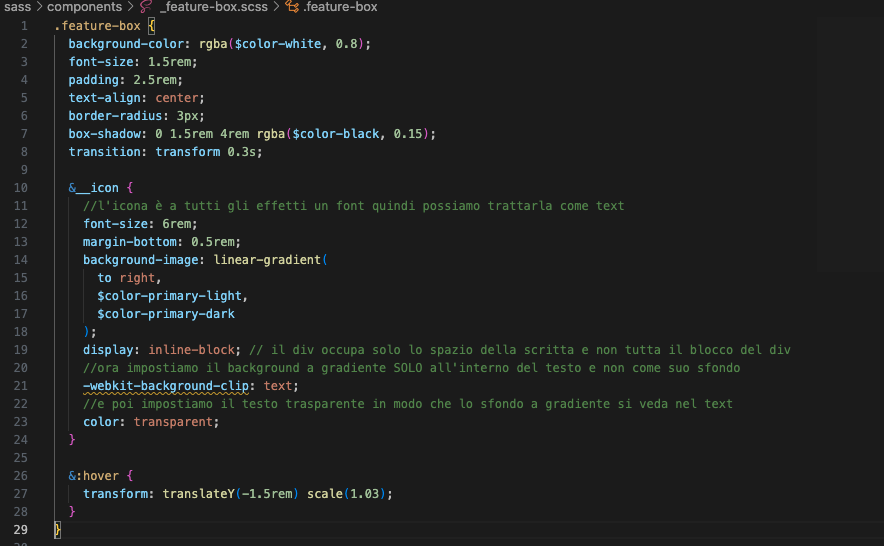 sass > components > _feature-box.scss > .feature-box
1 .feature-box {
2 background-color: rgba($color-white, 0.8);
3 font-size: 1.5rem;
4 padding: 2.5rem;
5 text-align: center;
6 border-radius: 3px;
7 box-shadow: 0 1.5rem 4rem rgba($color-black, 0.15);
8 transition: transform 0.3s;
9
10 &__icon {
11 //l'icona è a tutti gli effetti un font quindi possiamo trattarla come text
12 font-size: 6rem;
13 margin-bottom: 0.5rem;
14 background-image: linear-gradient(
15 to right,
16 $color-primary-light,
17 $color-primary-dark
18 );
19 display: inline-block; // il div occupa solo lo spazio della scritta e non tutta il blocco del div
20 //ora impostiamo il background a gradiente SOLO all'interno del testo e non come suo sfondo
21 -webkit-background-clip: text;
22 //e poi impostiamo il testo trasparente in modo che lo sfondo a gradiente si veda nel text
23 color: transparent;
24 }
25
26 &:hover {
27 transform: translateY(-1.5rem) scale(1.03);
28 }
29 }
30